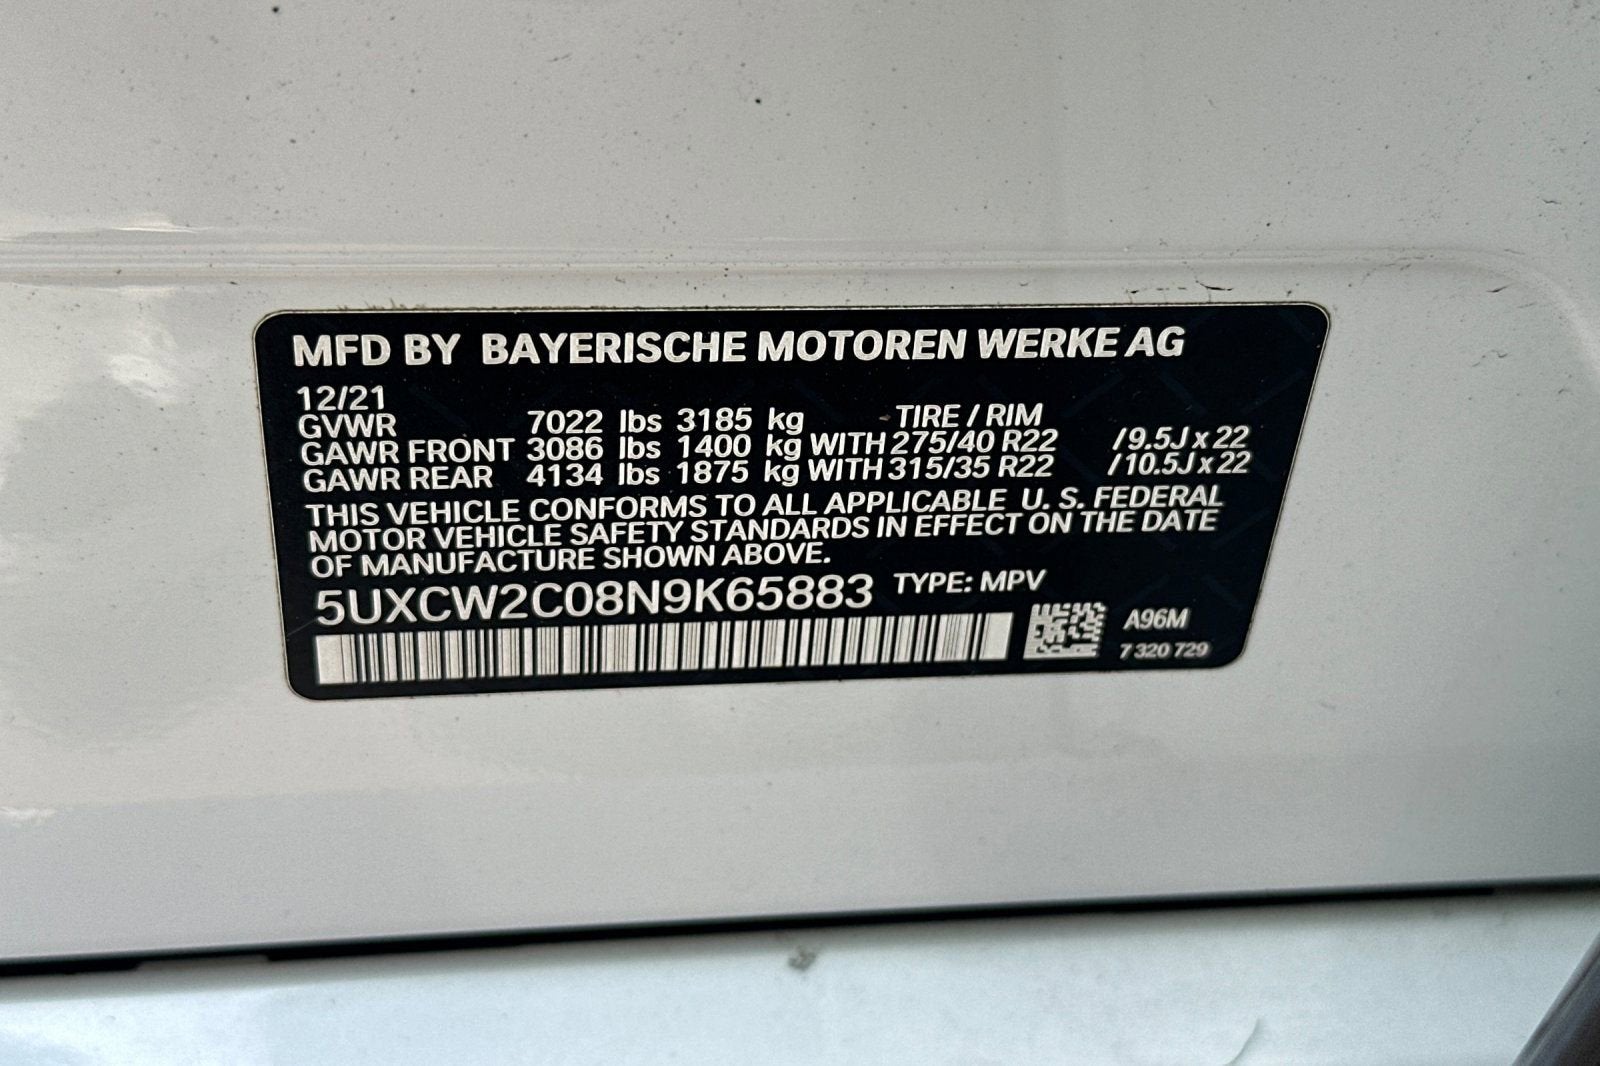 MFD BY BAYERISCHE MOTOREN WERKE AG
12/21
GVWR 7022 lbs 3185 kg TIRE / RIM
GAWR FRONT 3086 lbs 1400 kg WITH 275/40 R22 /9.5J x 22
GAWR REAR 4134 lbs 1875 kg WITH 315/35 R22 /10.5J x 22
THIS VEHICLE CONFORMS TO ALL APPLICABLE U. S. FEDERAL
MOTOR VEHICLE SAFETY STANDARDS IN EFFECT ON THE DATE
OF MANUFACTURE SHOWN ABOVE.
5UXCW2C08N9K65883 TYPE: MPV
A96M
7 320 729